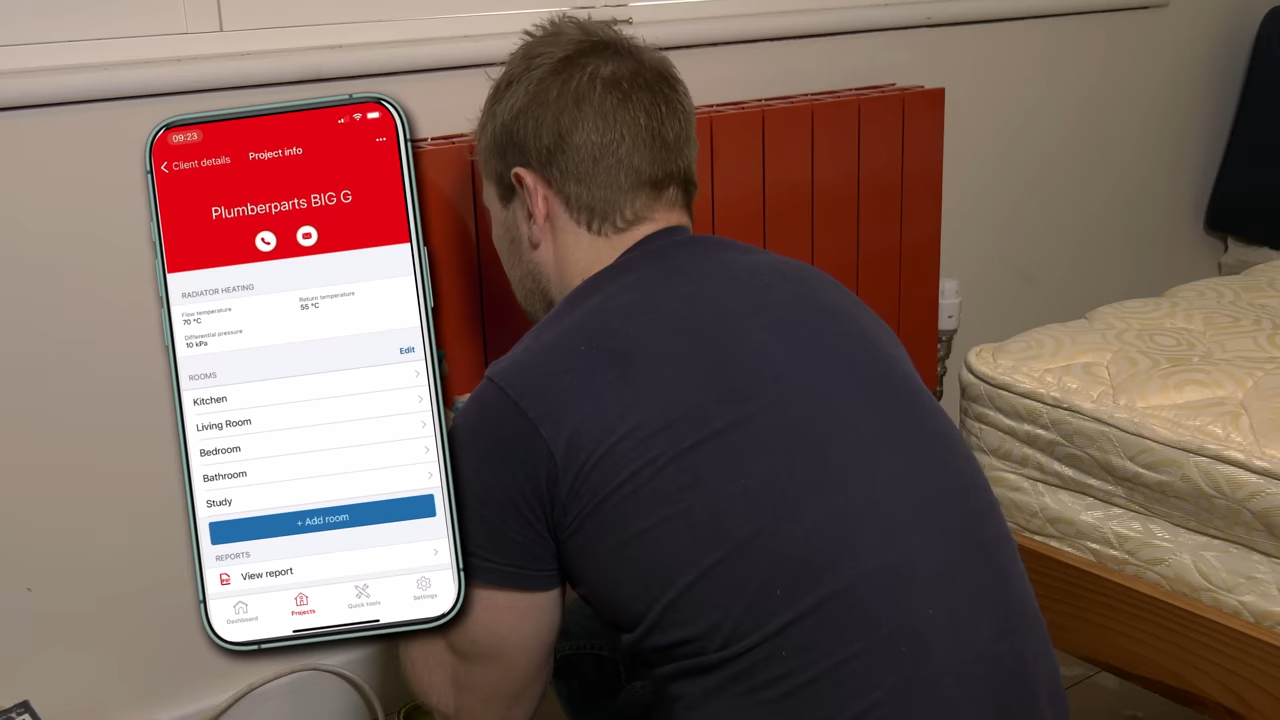 09:23
Client details
Project info
Plumberparts BIG G
RADIATOR HEATING
Flow temperature
Return temperature
70 °C
55 °C
Differential pressure
10 kPa
Edit
ROOMS
Kitchen
Living Room
Bedroom
Bathroom
Study
+ Add room
REPORTS
View report
Dashboard
Projects
Quick tools
Settings